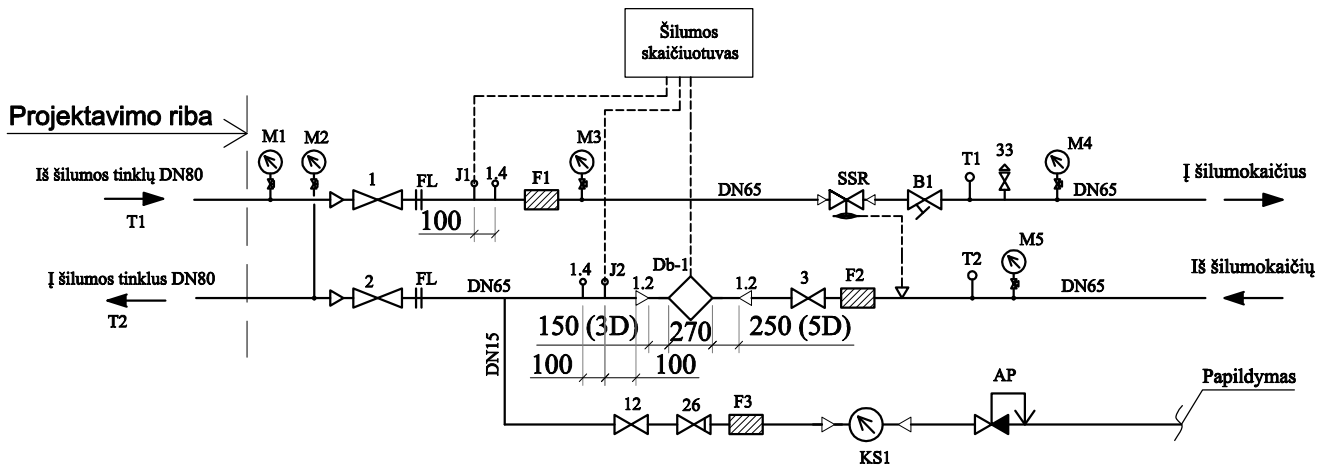 Šilumos
skaičiuotuvas
Projektavimo riba
M1
M2
M3
M4
Iš šilumos tinklų DN80
T1
1
FL
J1
1.4
F1
DN65
SSR
B1
T1
33
DN65
Į šilumokaičius
100
Į šilumos tinklus DN80
T2
2
FL
DN65
1.4
J2
1.2
Db-1
1.2
3
F2
T2
M5
DN65
Iš šilumokaičių
150 (3D)
270
250 (5D)
100
100
DN15
12
26
F3
KS1
AP
Papildymas